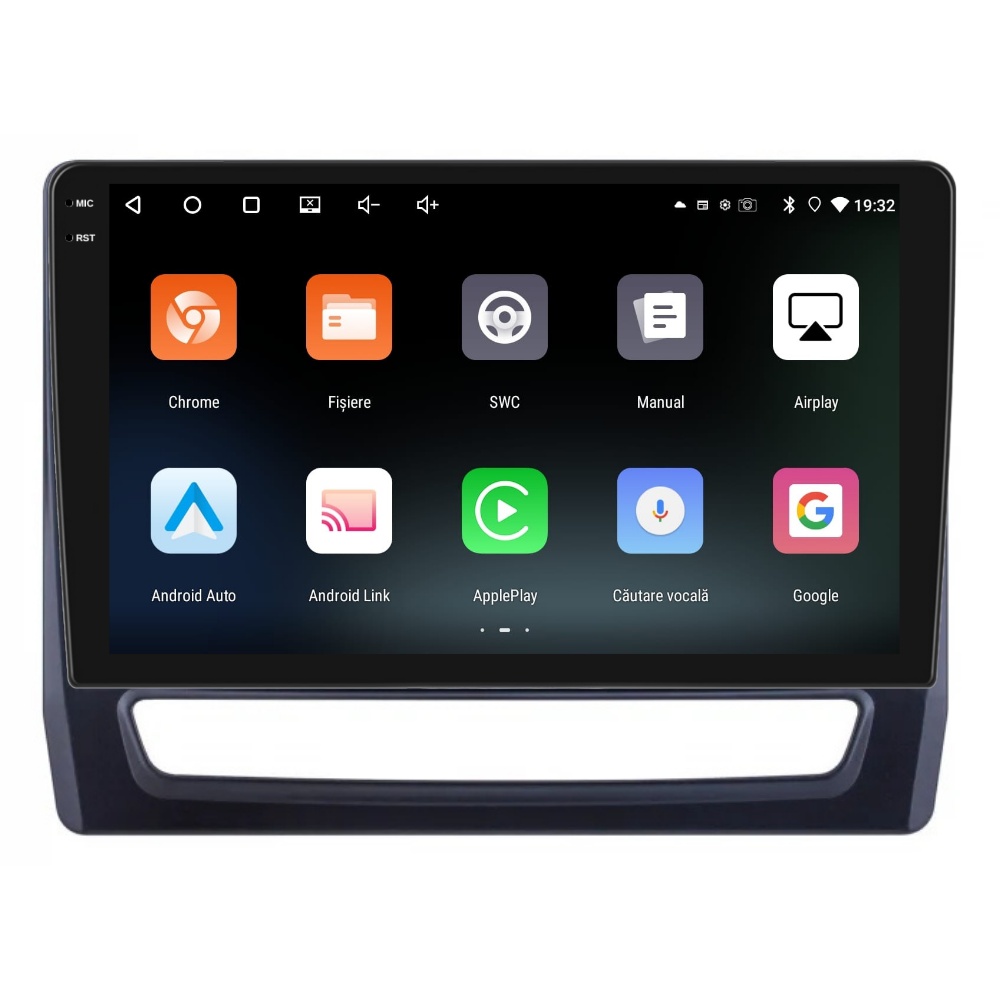 MIC
19:32
RST
Chrome
Fișiere
SWC
Manual
Airplay
Android Auto
Android Link
ApplePlay
Căutare vocală
Google